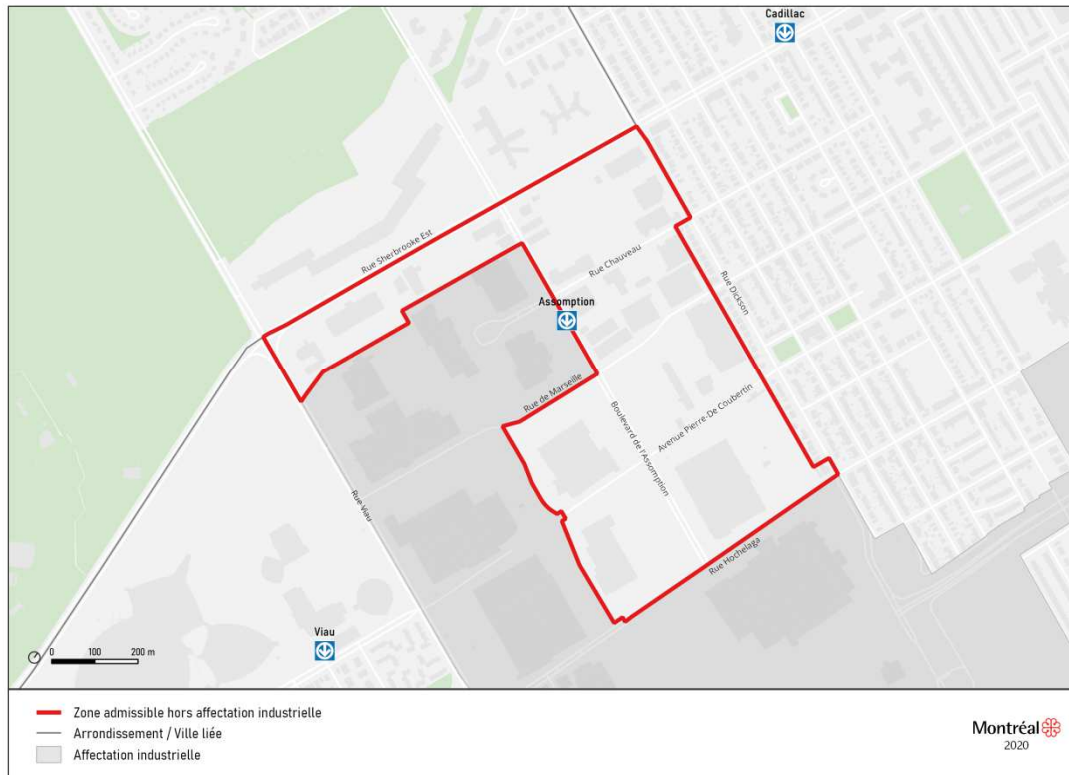 Cadillac
Rue Sherbrooke Est
Rue Chauveau
Assomption
Rue Dickson
Rue de Marseille
Avenue Pierre-De Coubertin
Boulevard de l'Assomption
Rue Viau
Rue Hochelaga
Viau
0 100 200 m
Zone admissible hors affectation industrielle
Arrondissement / Ville liée
Affectation industrielle
Montréal
2020